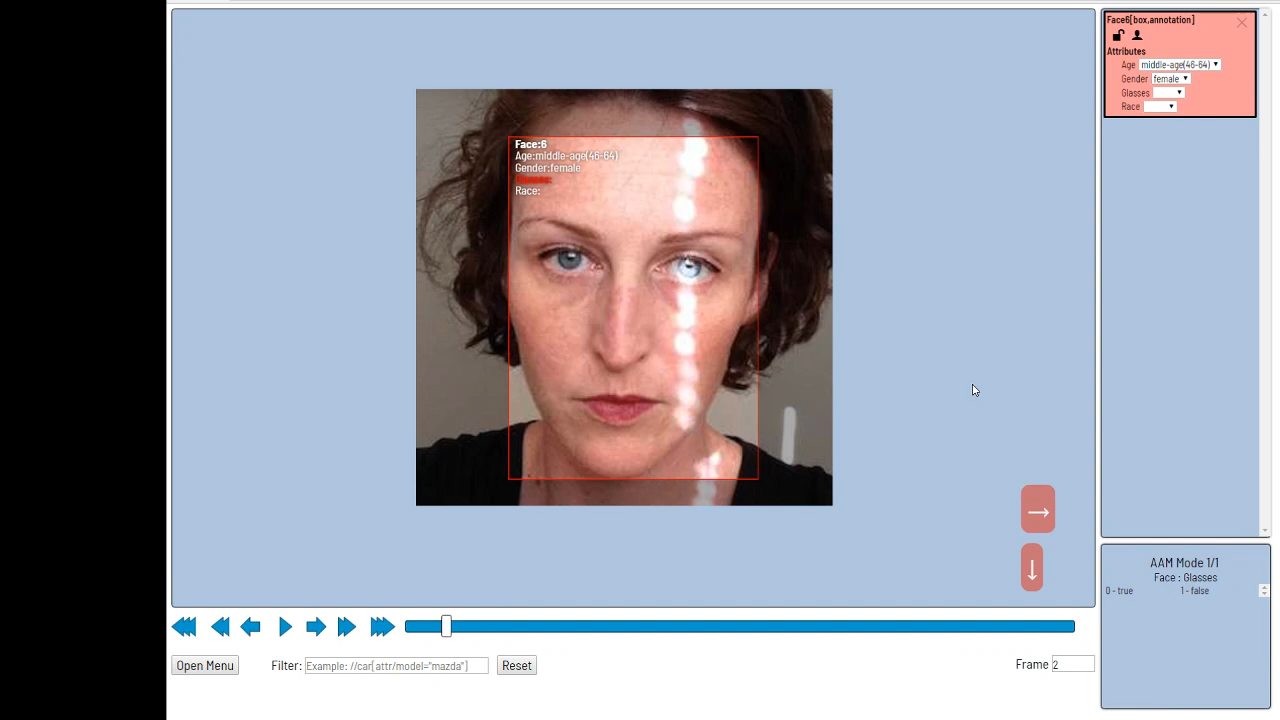 Face6[box,annotation]
Attributes
Age middle-age(46-64)
Gender female
Glasses
Race
Face:6
Age:middle-age(46-64)
Gender:female
Race:
AAM Mode 1/1
Face : Glasses
0 - true 1 - false
Open Menu Filter: Example: //car[attr/model="mazda"] Reset Frame 2